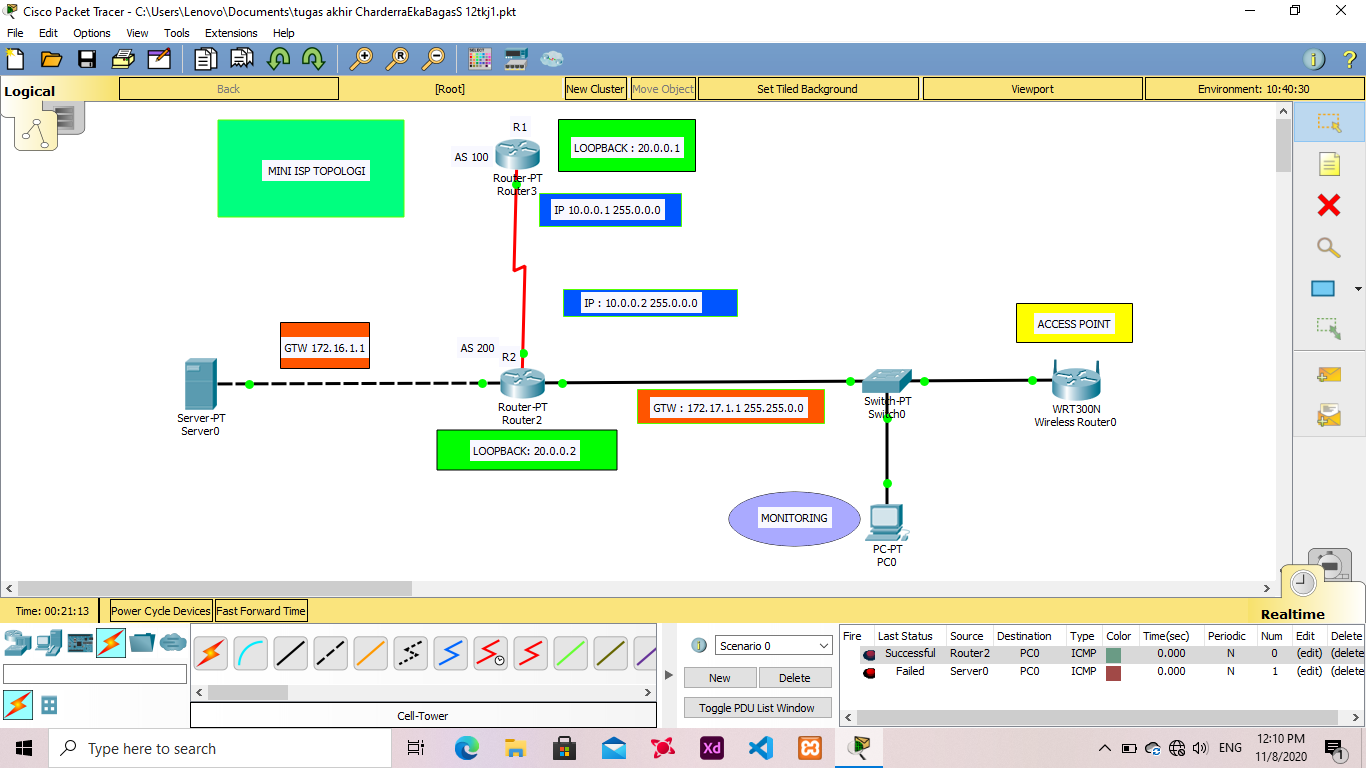 Cisco Packet Tracer - C:\Users\Lenovo\Documents\tugas akhir CharderraEkaBagasS 12tkj1.pkt
File Edit Options View Tools Extensions Help
Logical
Back
[Root]
New Cluster
Move Object
Set Tiled Background
Viewport
Environment: 10:40:30
MINI ISP TOPOLOGI
R1
AS 100
Router-PT
Router3
LOOPBACK : 20.0.0.1
IP 10.0.0.1 255.0.0.0
IP : 10.0.0.2 255.0.0.0
ACCESS POINT
GTW 172.16.1.1
AS 200
R2
Server-PT
Server0
Router-PT
Router2
GTW : 172.17.1.1 255.255.0.0
Switch-PT
Switch0
WRT300N
Wireless Router0
LOOPBACK: 20.0.0.2
MONITORING
PC-PT
PC0
Time: 00:21:13
Power Cycle Devices
Fast Forward Time
Realtime
SELECT
Scenario 0
New
Delete
Toggle PDU List Window
Cell-Tower
Fire Last Status Source Destination Type Color Time(sec) Periodic Num Edit Delete
Successful Router2 PC0 ICMP 0.000 N 0 (edit) (delete
Failed Server0 PC0 ICMP 0.000 N 1 (edit) (delete
Type here to search
Xd
ENG
12:10 PM
11/8/2020
1